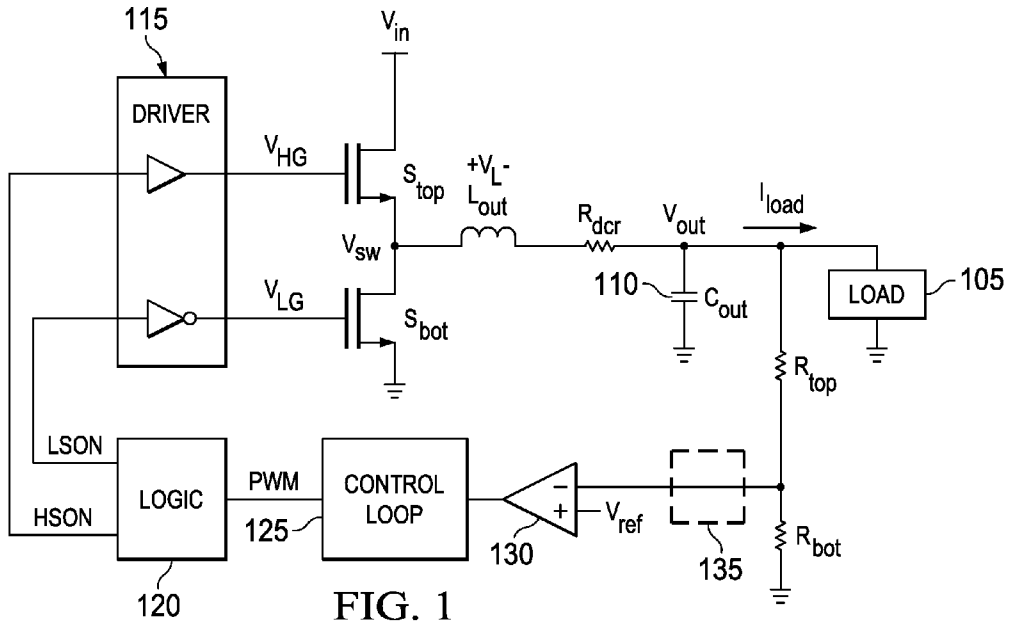 115
V_in
DRIVER
V_HG
S_top
+V_L-
L_out
R_dcr
V_out
I_load
V_sw
V_LG
S_bot
110
C_out
LOAD
105
R_top
LSON
HSON
LOGIC
PWM
125
CONTROL
LOOP
130
−
+
V_ref
135
R_bot
120
FIG. 1